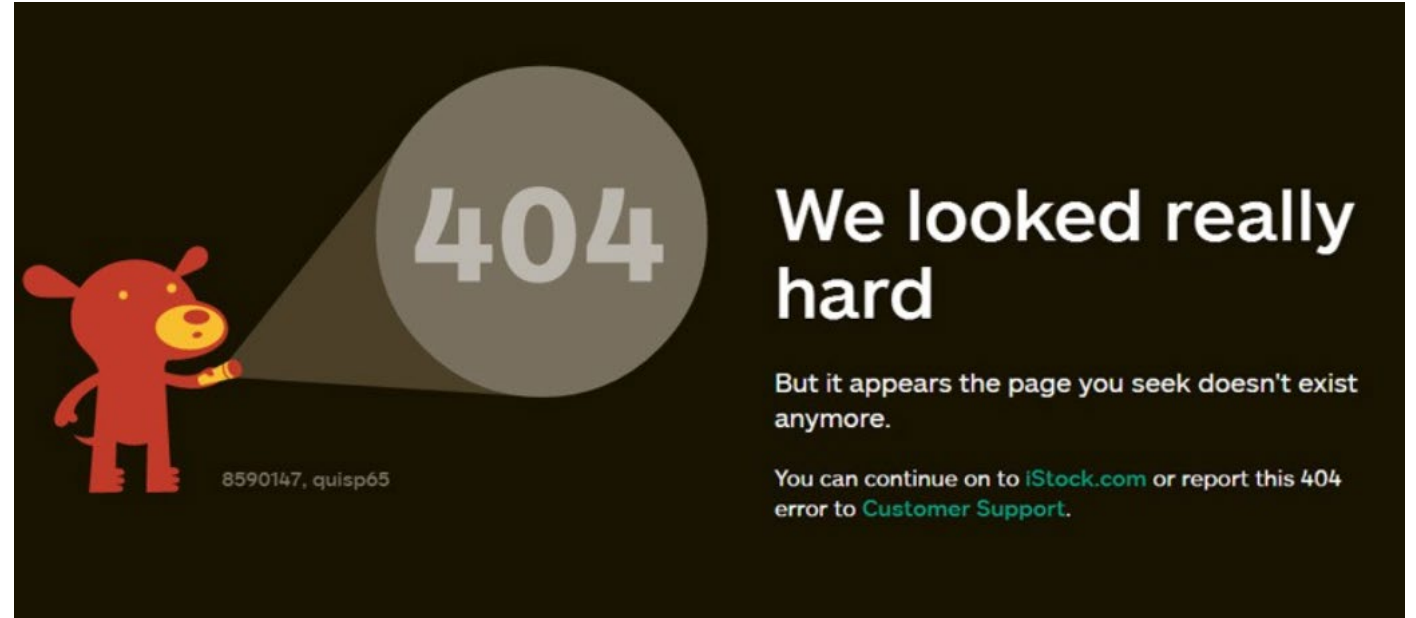 404
We looked really
hard
But it appears the page you seek doesn't exist
anymore.
8590147, quisp65
You can continue on to iStock.com or report this 404
error to Customer Support.